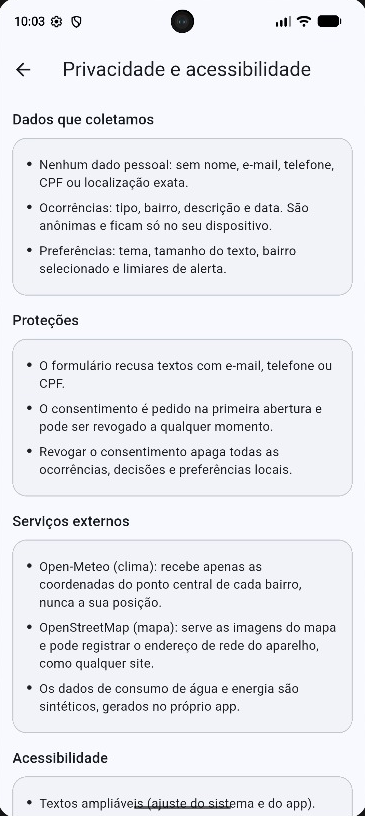 10:03
Privacidade e acessibilidade
Dados que coletamos
• Nenhum dado pessoal: sem nome, e-mail, telefone,
CPF ou localização exata.
• Ocorrências: tipo, bairro, descrição e data. São
anônimas e ficam só no seu dispositivo.
• Preferências: tema, tamanho do texto, bairro
selecionado e limiares de alerta.
Proteções
• O formulário recusa textos com e-mail, telefone ou
CPF.
• O consentimento é pedido na primeira abertura e
pode ser revogado a qualquer momento.
• Revogar o consentimento apaga todas as
ocorrências, decisões e preferências locais.
Serviços externos
• Open-Meteo (clima): recebe apenas as
coordenadas do ponto central de cada bairro,
nunca a sua posição.
• OpenStreetMap (mapa): serve as imagens do mapa
e pode registrar o endereço de rede do aparelho,
como qualquer site.
• Os dados de consumo de água e energia são
sintéticos, gerados no próprio app.
Acessibilidade
• Textos ampliáveis (ajuste do sistema e do app).